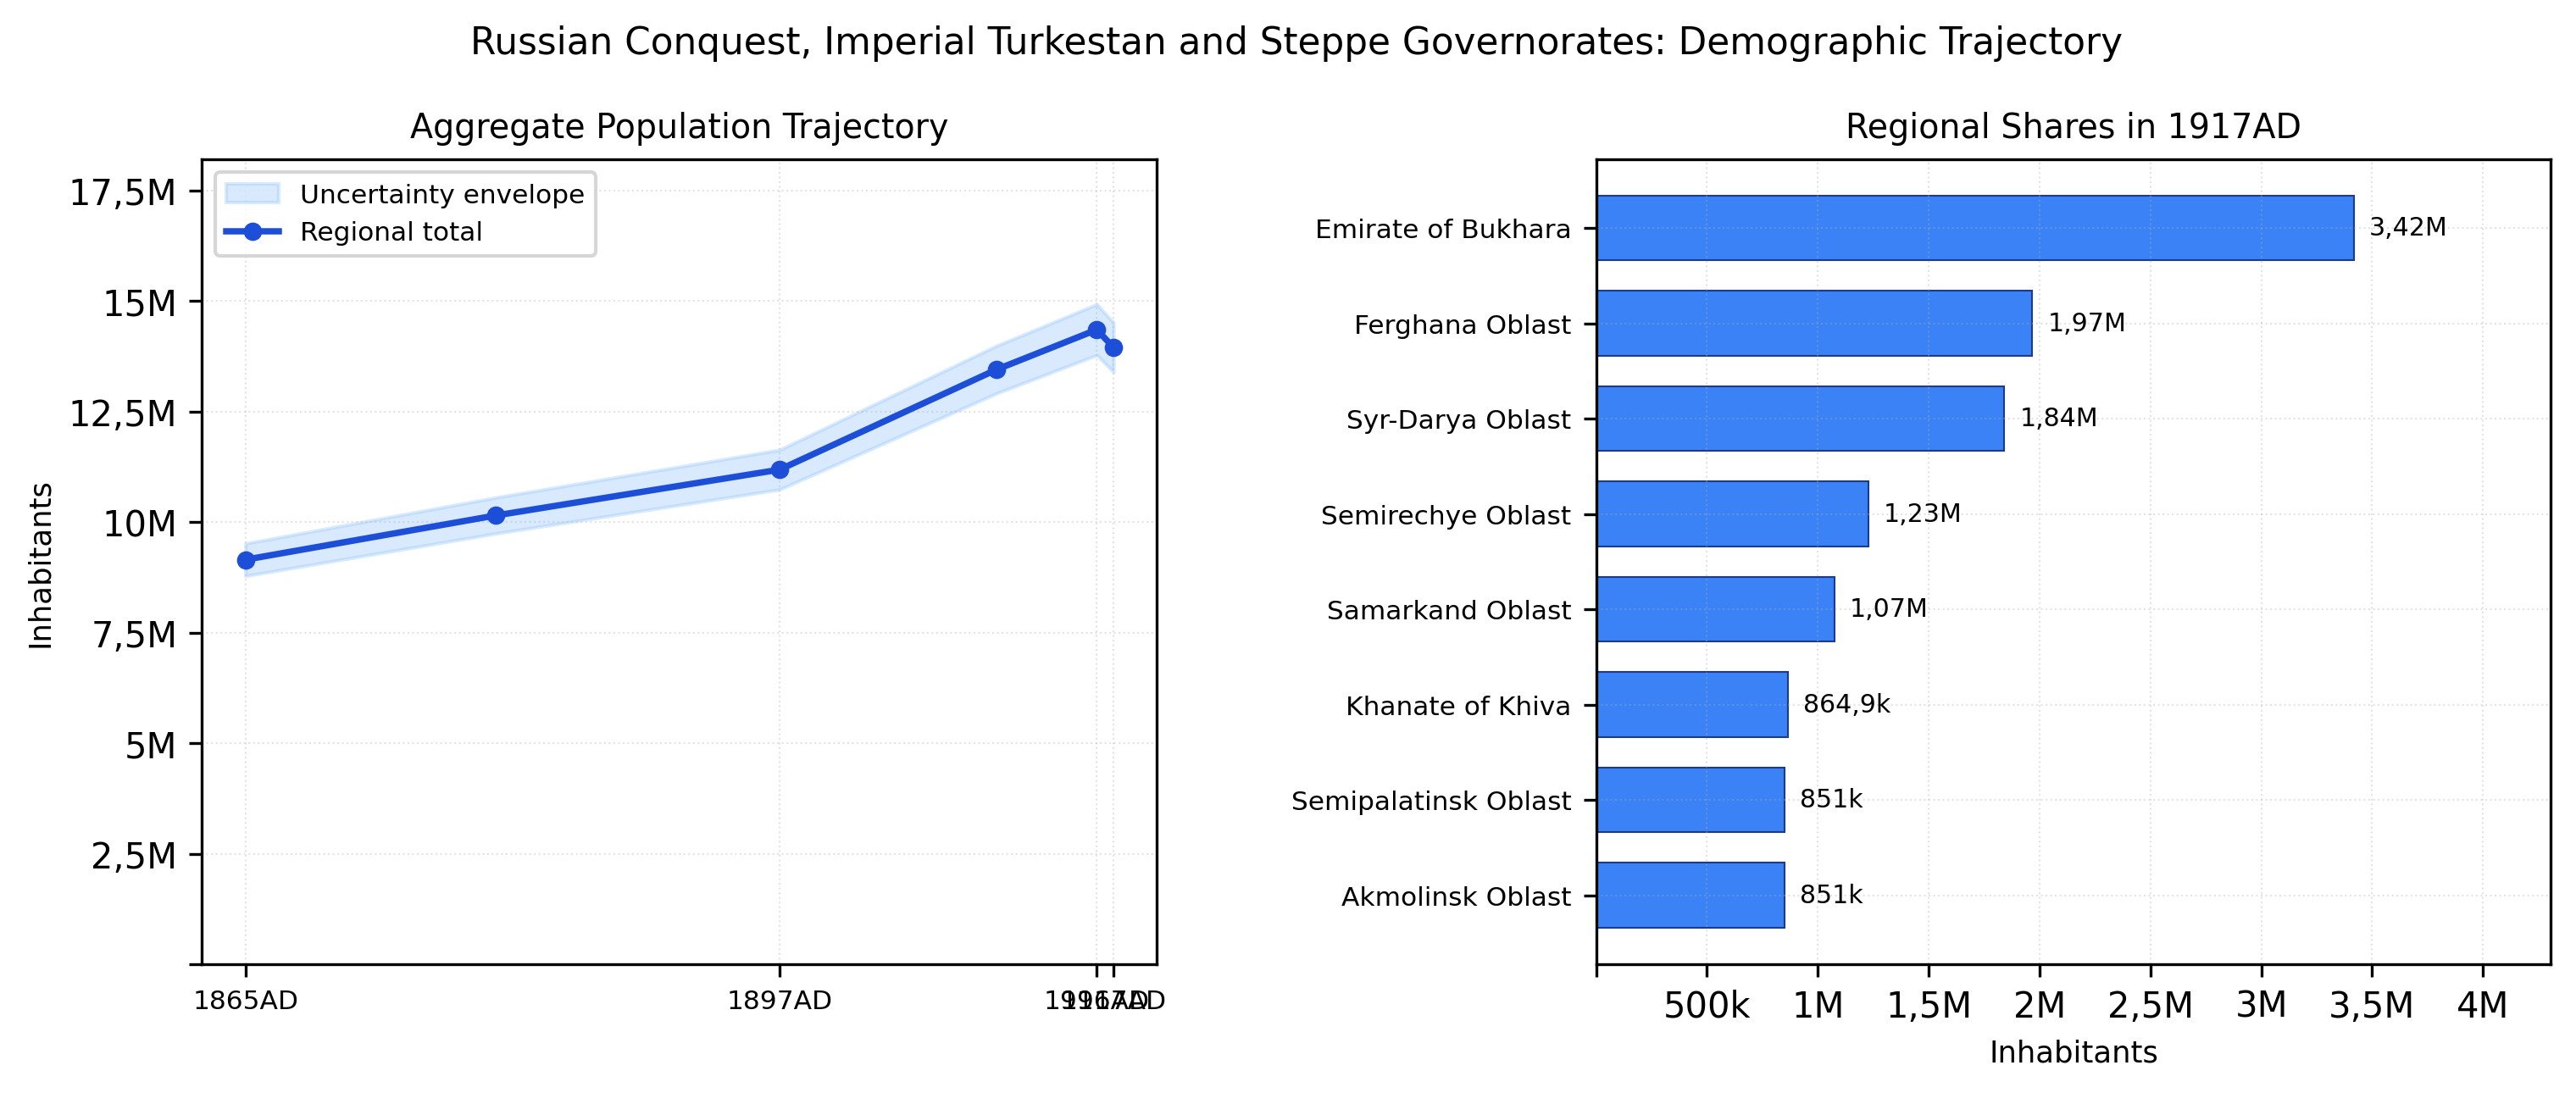 Russian Conquest, Imperial Turkestan and Steppe Governorates: Demographic Trajectory
Aggregate Population Trajectory
Uncertainty envelope
Regional total
17,5M
15M
12,5M
10M
7,5M
5M
2,5M
Inhabitants
1865AD
1897AD
1916AD
1917AD
Regional Shares in 1917AD
Emirate of Bukhara
3,42M
Ferghana Oblast
1,97M
Syr-Darya Oblast
1,84M
Semirechye Oblast
1,23M
Samarkand Oblast
1,07M
Khanate of Khiva
864,9k
Semipalatinsk Oblast
851k
Akmolinsk Oblast
851k
500k
1M
1,5M
2M
2,5M
3M
3,5M
4M
Inhabitants